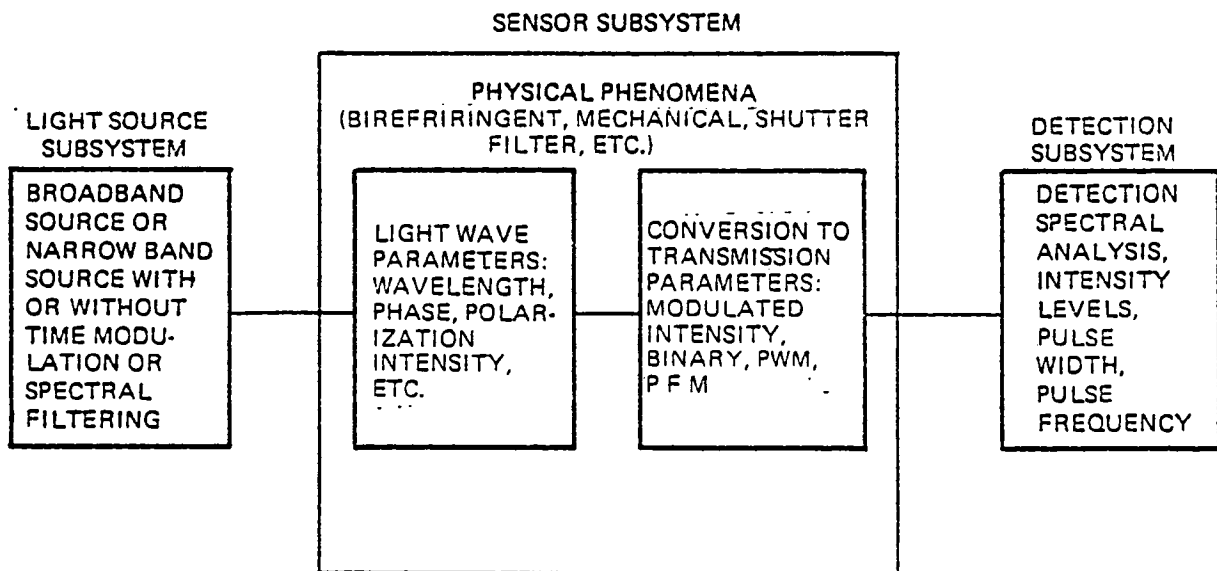 SENSOR SUBSYSTEM
PHYSICAL PHENOMENA
(BIREFRIRINGENT, MECHANICAL, SHUTTER
FILTER, ETC.)
LIGHT SOURCE
SUBSYSTEM
BROADBAND
SOURCE OR
NARROW BAND
SOURCE WITH
OR WITHOUT
TIME MODU-
LATION OR
SPECTRAL
FILTERING
LIGHT WAVE
PARAMETERS:
WAVELENGTH,
PHASE, POLAR-
IZATION
INTENSITY,
ETC.
CONVERSION TO
TRANSMISSION
PARAMETERS:
MODULATED
INTENSITY,
BINARY, PWM,
P F M
DETECTION
SUBSYSTEM
DETECTION
SPECTRAL
ANALYSIS,
INTENSITY
LEVELS,
PULSE
WIDTH,
PULSE
FREQUENCY